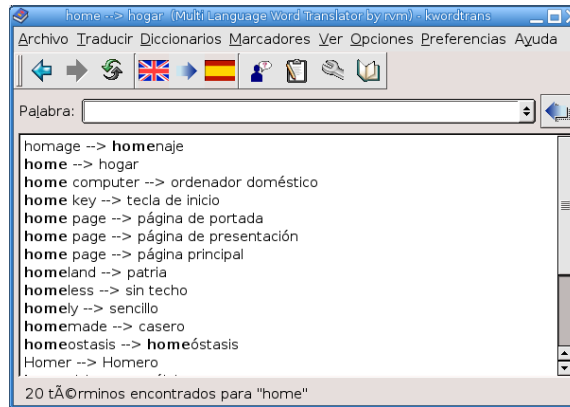 home --> hogar (Multi Language Word Translator by rvm) - kwordtrans
Archivo Traducir Diccionarios Marcadores Ver Opciones Preferencias Ayuda
Palabra:
homage --> homenaje
home --> hogar
home computer --> ordenador doméstico
home key --> tecla de inicio
home page --> página de portada
home page --> página de presentación
home page --> página principal
homeland --> patria
homeless --> sin techo
homely --> sencillo
homemade --> casero
homeostasis --> homeóstasis
Homer --> Homero
20 tÃ©rminos encontrados para "home"